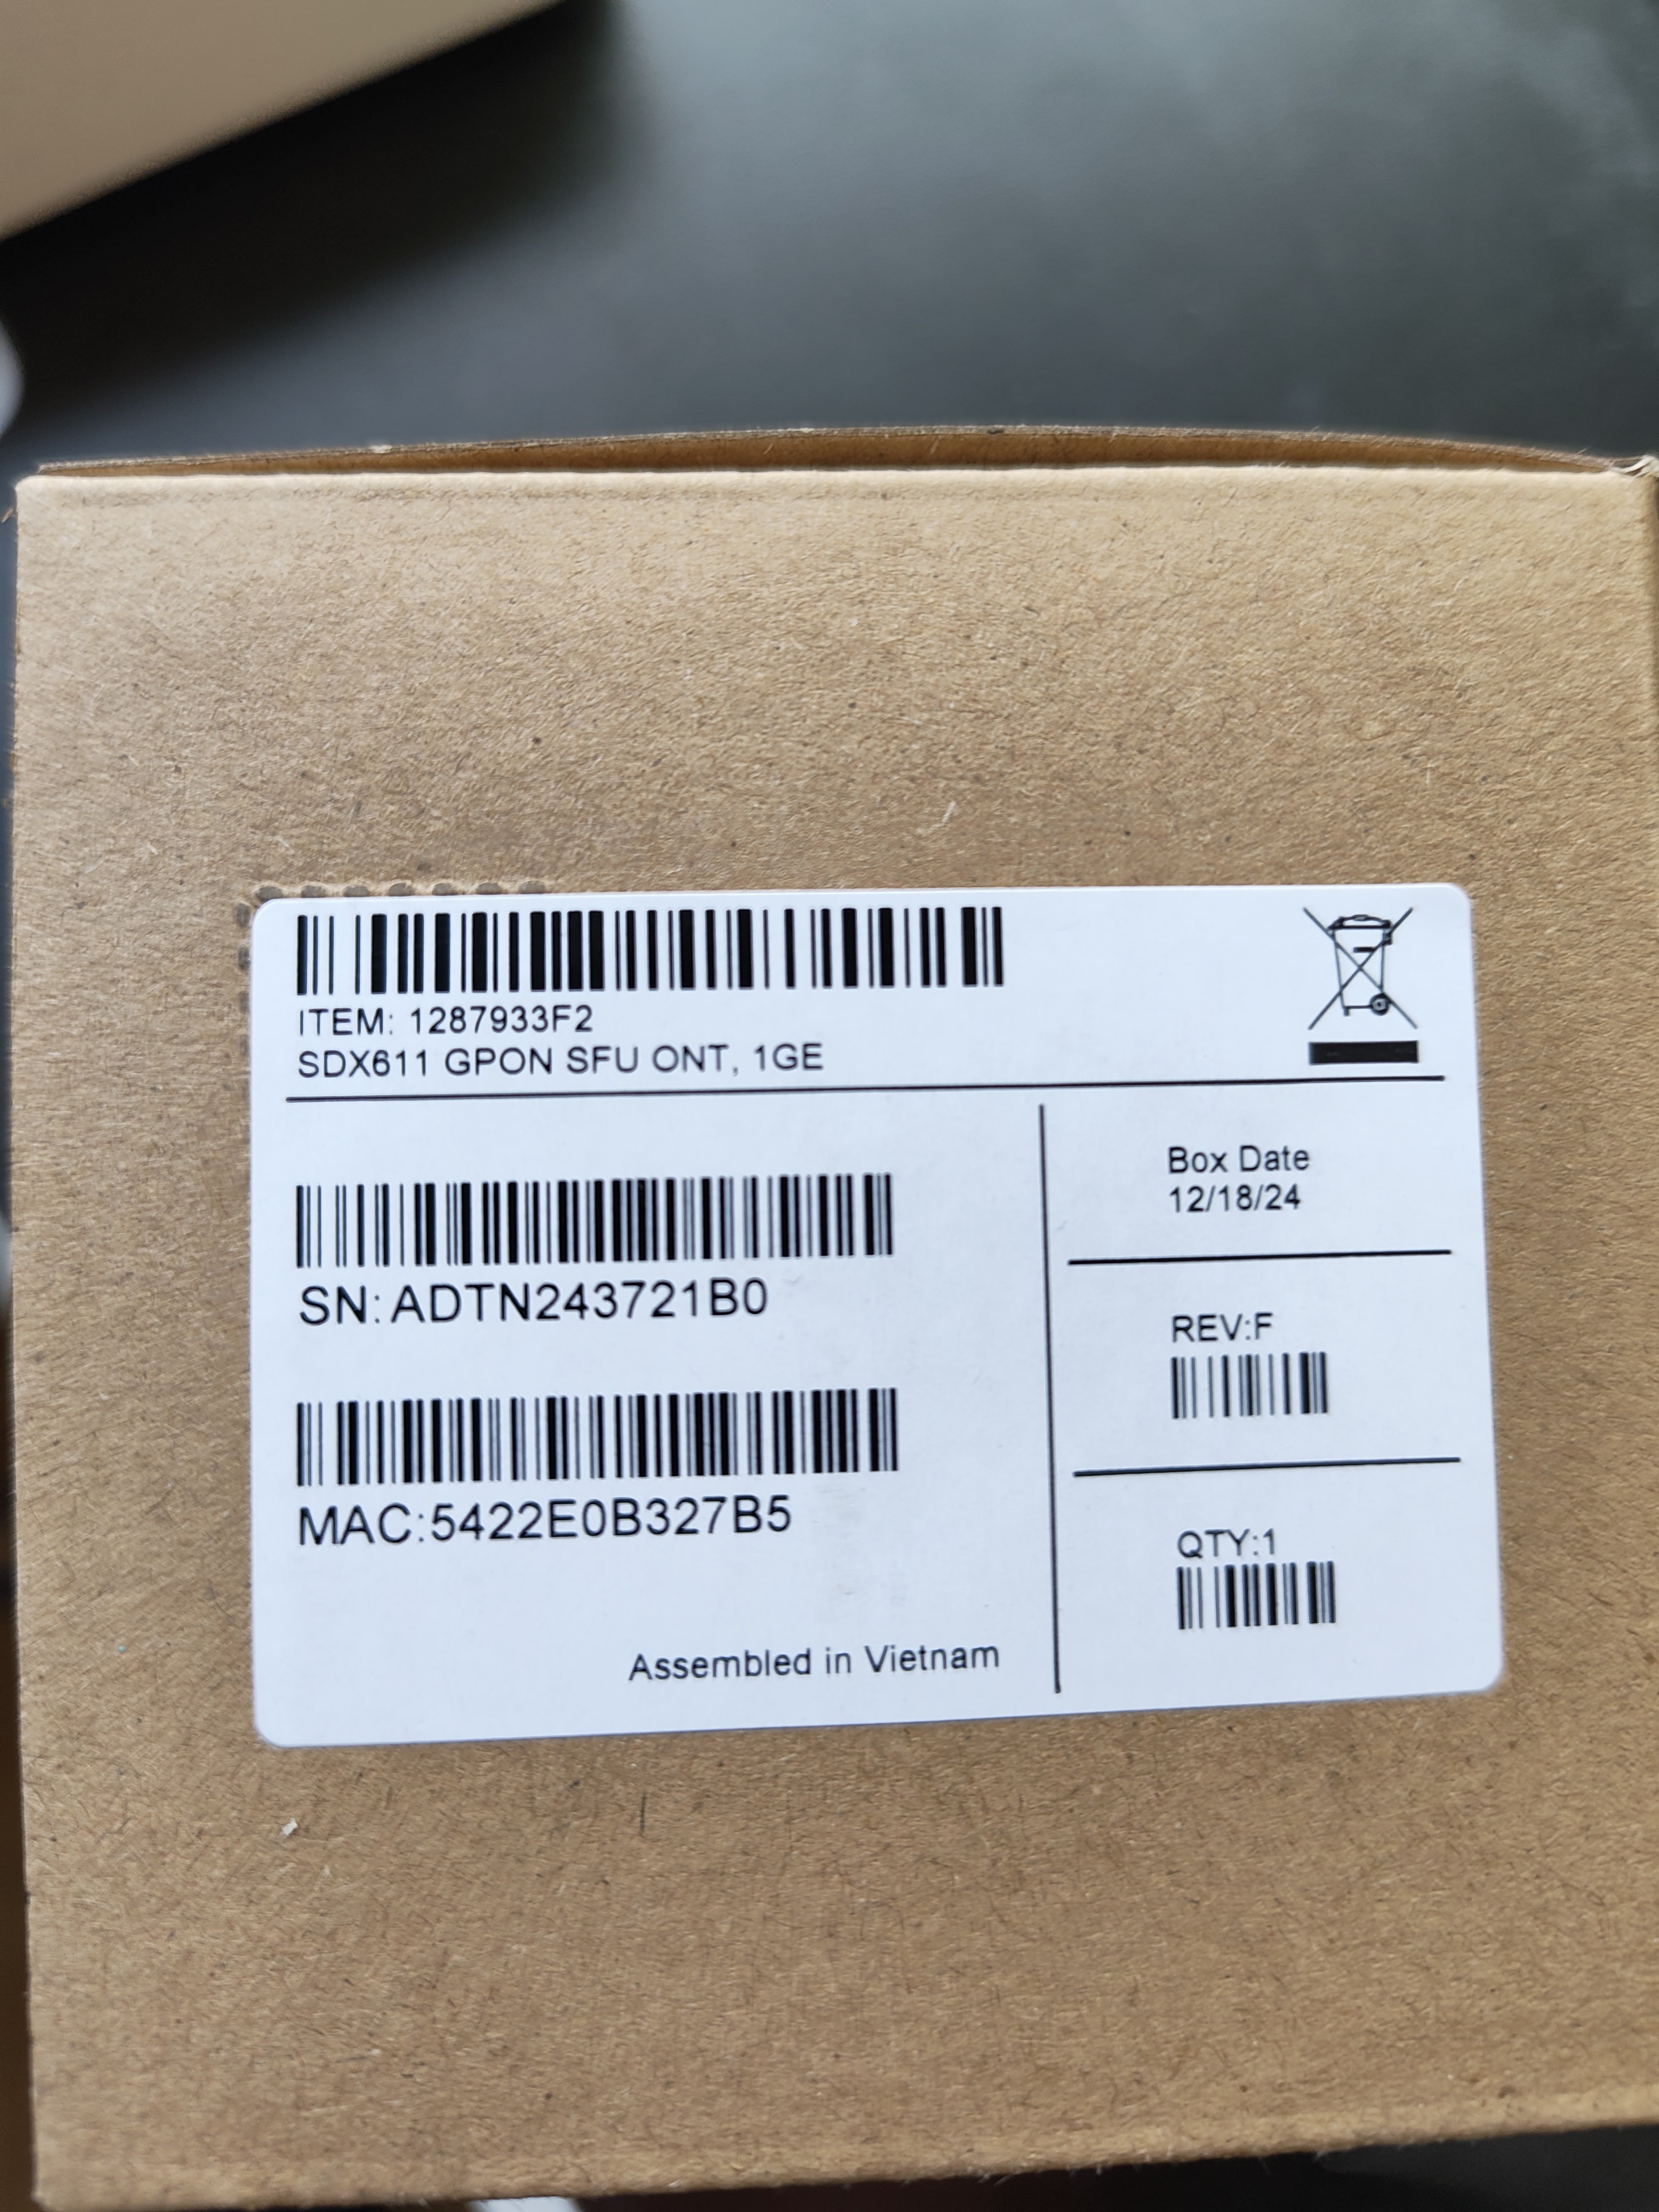 ITEM: 1287933F2
SDX611 GPON SFU ONT, 1GE
SN:ADTN243721B0
MAC:5422E0B327B5
Assembled in Vietnam
Box Date
12/18/24
REV:F
QTY:1